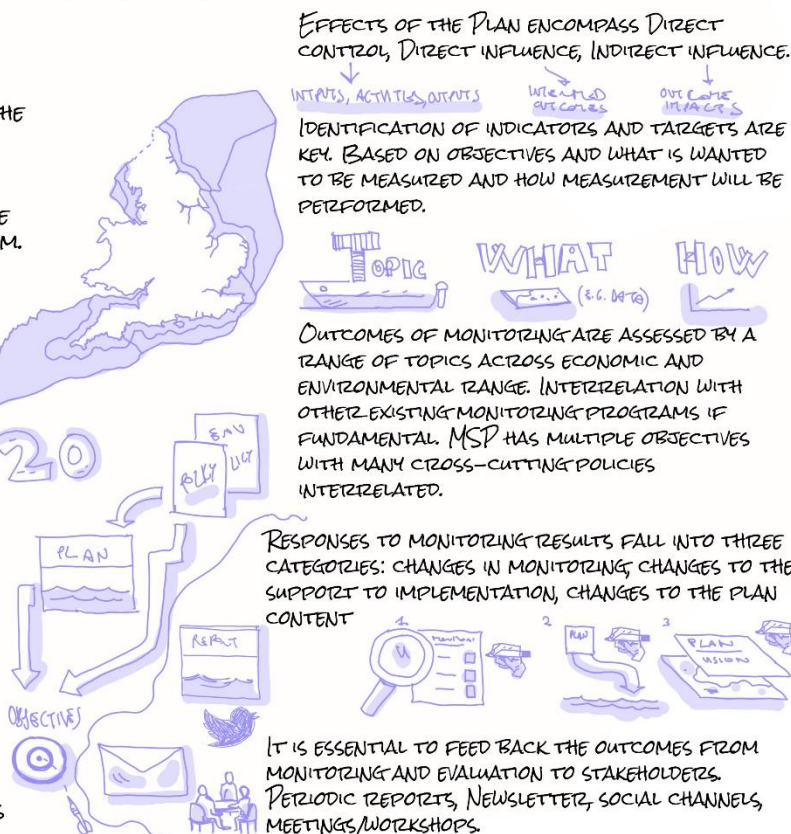 EFFECTS OF THE PLAN ENCOMPASS DIRECT
CONTROL, DIRECT INFLUENCE, INDIRECT INFLUENCE.
INPUTS, ACTIVITIES, OUTPUTS
OUTCOMES
OUTCOME
IMPACTS
IDENTIFICATION OF INDICATORS AND TARGETS ARE
KEY. BASED ON OBJECTIVES AND WHAT IS WANTED
TO BE MEASURED AND HOW MEASUREMENT WILL BE
PERFORMED.
TOPIC
WHAT
(E.G. DATA)
HOW
OUTCOMES OF MONITORING ARE ASSESSED BY A
RANGE OF TOPICS ACROSS ECONOMIC AND
ENVIRONMENTAL RANGE. INTERRELATION WITH
OTHER EXISTING MONITORING PROGRAMS IF
FUNDAMENTAL. MSP HAS MULTIPLE OBJECTIVES
WITH MANY CROSS-CUTTING POLICIES
INTERRELATED.
RESPONSES TO MONITORING RESULTS FALL INTO THREE
CATEGORIES: CHANGES IN MONITORING, CHANGES TO THE
SUPPORT TO IMPLEMENTATION, CHANGES TO THE PLAN
CONTENT
1
2
PLAN
3
PLAN
VISION
IT IS ESSENTIAL TO FEED BACK THE OUTCOMES FROM
MONITORING AND EVALUATION TO STAKEHOLDERS.
PERIODIC REPORTS, NEWSLETTER, SOCIAL CHANNELS,
MEETINGS/WORKSHOPS.
THE
M.
20
PLAN
REPORT
OBJECTIVES